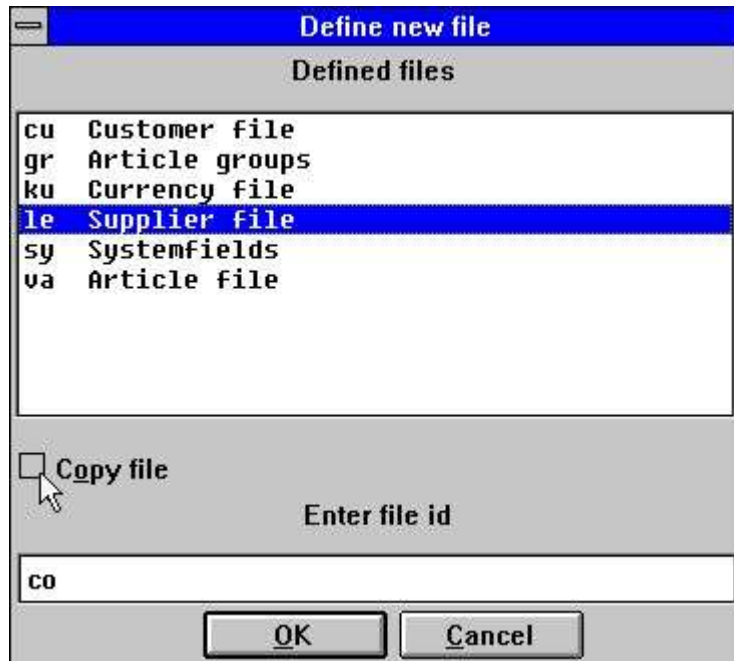 Define new file
Defined files
cu Customer file
gr Article groups
ku Currency file
le Supplier file
sy Systemfields
va Article file
Copy file
Enter file id
co
OK Cancel